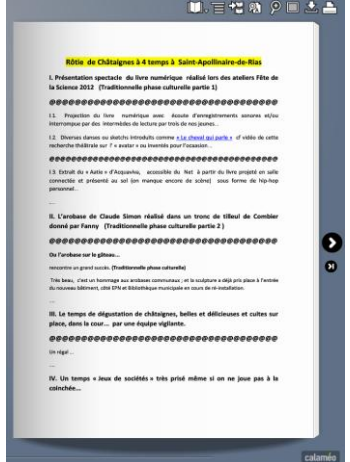 Rôtie de Châtaignes à 4 temps à Saint-Apollinaire-de-Rias
I. Présentation spectacle du livre numérique réalisé lors des ateliers Fête de
la Science 2012 (Traditionnelle phase culturelle partie 1)
@@@@@@@@@@@@@@@@@@@@@@@@@@@@@@@@@@@@
I.1. Projection du livre numérique avec écoute d'enregistrements sonores et/ou
interrompue par des intermèdes de lecture par trois de nos jeunes...
I.2. Diverses danses ou sketchs introduits comme « Le cheval qui parle » cf vidéo de cette
recherche théâtrale sur l' « avatar » ou inventés pour l'occasion...
@@@@@@@@@@@@@@@@@@@@@@@@@@@@@@@@@@@@
I.3. Extrait du « Axtie » d'Acquaviva, accessible du Net à partir du livre projeté en salle
connectée et présenté au sol (on manque encore de scène) sous forme de hip-hop
personnel...
...
II. L'arobase de Claude Simon réalisé dans un tronc de tilleul de Combier
donné par Fanny (Traditionnelle phase culturelle partie 2 )
@@@@@@@@@@@@@@@@@@@@@@@@@@@@@@@@@@@@
Ou l'arobase sur le gâteau...
rencontre un grand succès. (Traditionnelle phase culturelle)
Très beau, c'est un hommage aux arobases communaux ; et la sculpture a déjà pris place à l'entrée
du nouveau bâtiment, côté EPN et Bibliothèque municipale en cours de ré-installation.
...
III. Le temps de dégustation de châtaignes, belles et délicieuses et cuites sur
place, dans la cour... par une équipe vigilante.
@@@@@@@@@@@@@@@@@@@@@@@@@@@@@@@@@@@@
Un régal ...
...
IV. Un temps « Jeux de sociétés » très prisé même si on ne joue pas à la
coinchée...
calaméo